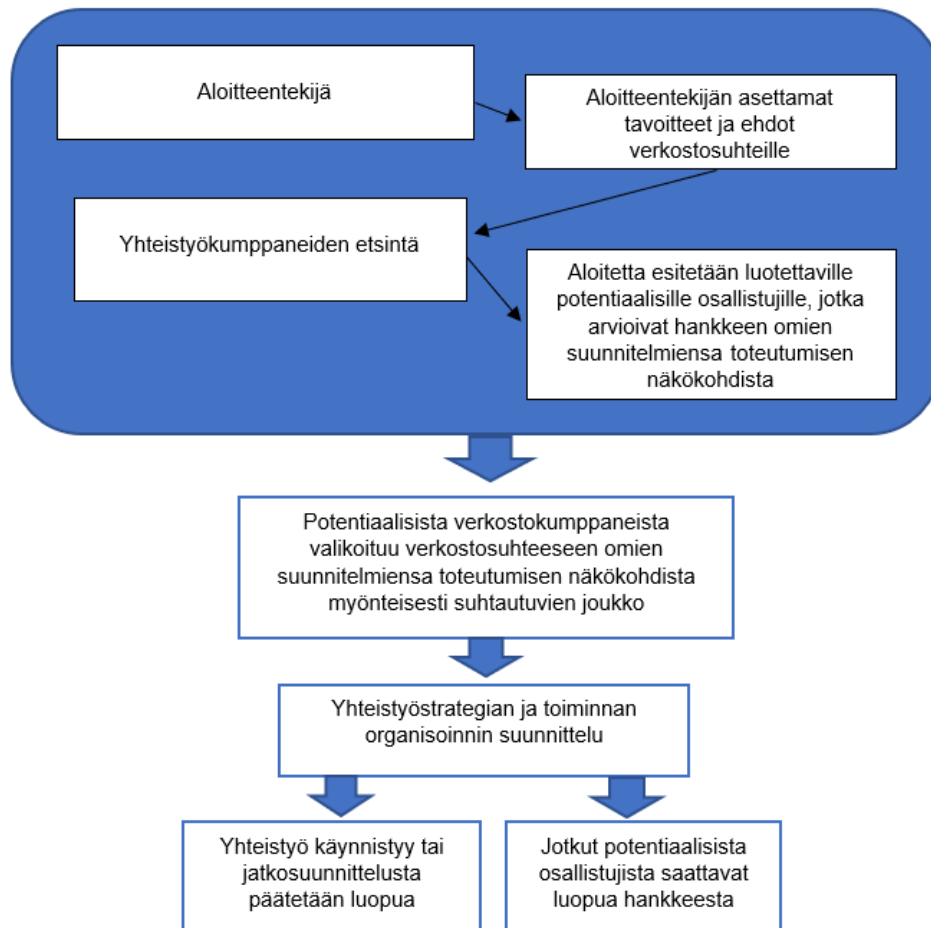 Aloitteentekijä
Aloitteentekijän asettamat
tavoitteet ja ehdot
verkostosuhteille
Yhteistyökumppaneiden etsintä
Aloitetta esitetään luotettaville
potentiaalisille osallistujille, jotka
arvioivat hankkeen omien
suunnitelmiensa toteutumisen
näkökohdista
Potentiaalisista verkostokumppaneista
valikoituu verkostosuhteeseen omien
suunnitelmiensa toteutumisen näkökohdista
myönteisesti suhtautuvien joukko
Yhteistyöstrategian ja toiminnan
organisoinnin suunnittelu
Yhteistyö käynnistyy tai
jatkosuunnittelusta
päätetään luopua
Jotkut potentiaalisista
osallistujista saattavat
luopua hankkeesta